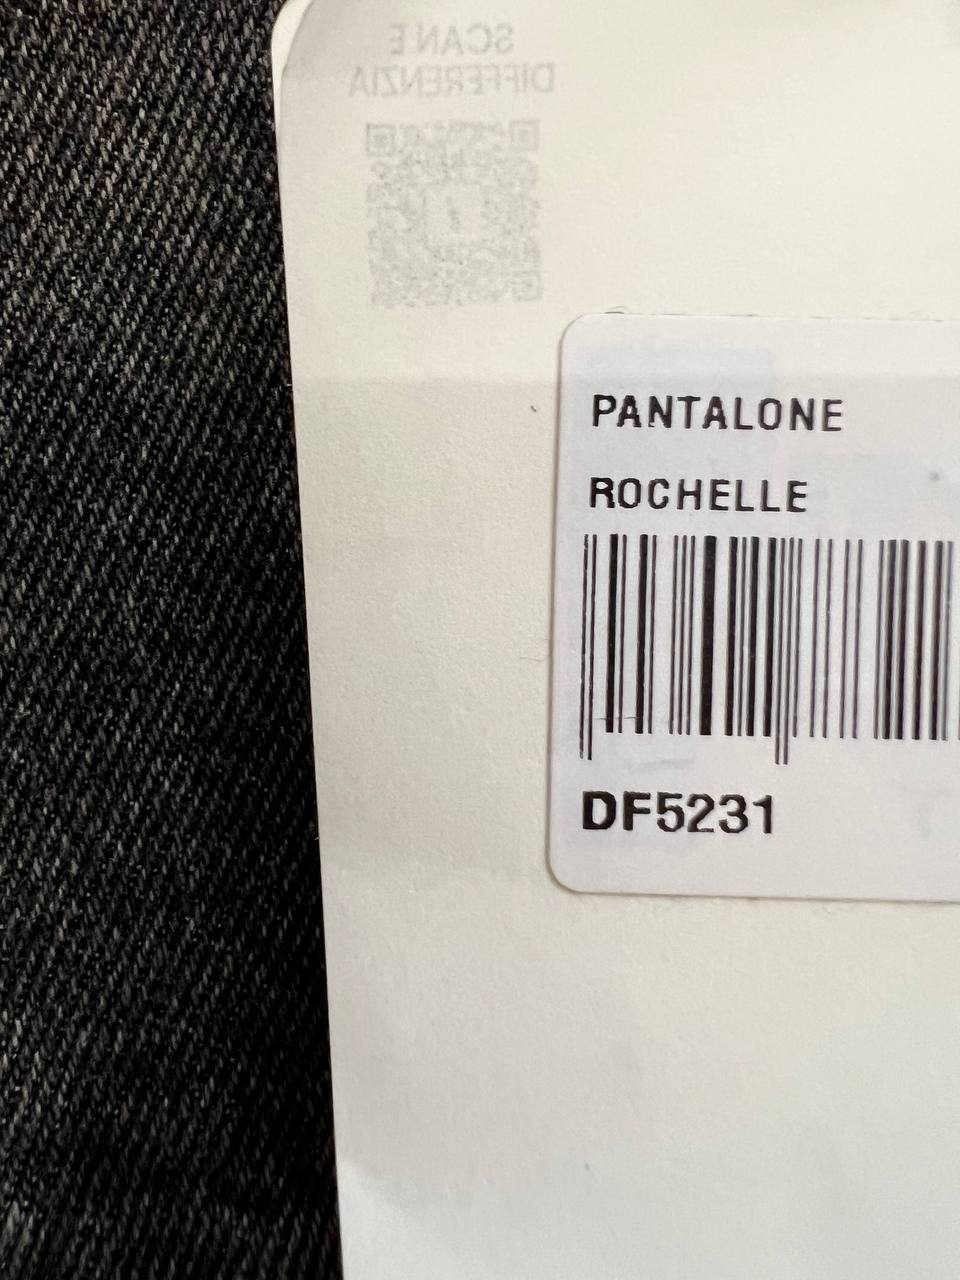 SCAN E
DIFFERENZIA
PANTALONE
ROCHELLE
DF5231